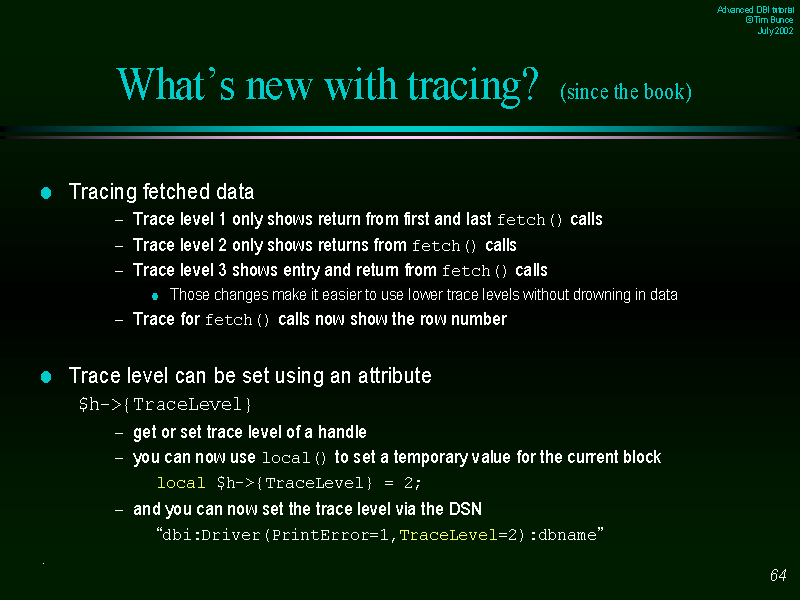 Advanced DBI tutorial
© Tim Bunce
July 2002
What’s new with tracing? (since the book)
Tracing fetched data
– Trace level 1 only shows return from first and last fetch() calls
– Trace level 2 only shows returns from fetch() calls
– Trace level 3 shows entry and return from fetch() calls
Those changes make it easier to use lower trace levels without drowning in data
– Trace for fetch() calls now show the row number
Trace level can be set using an attribute
$h->{TraceLevel}
– get or set trace level of a handle
– you can now use local() to set a temporary value for the current block
local $h->{TraceLevel} = 2;
– and you can now set the trace level via the DSN
“dbi:Driver(PrintError=1,TraceLevel=2):dbname”
.
64